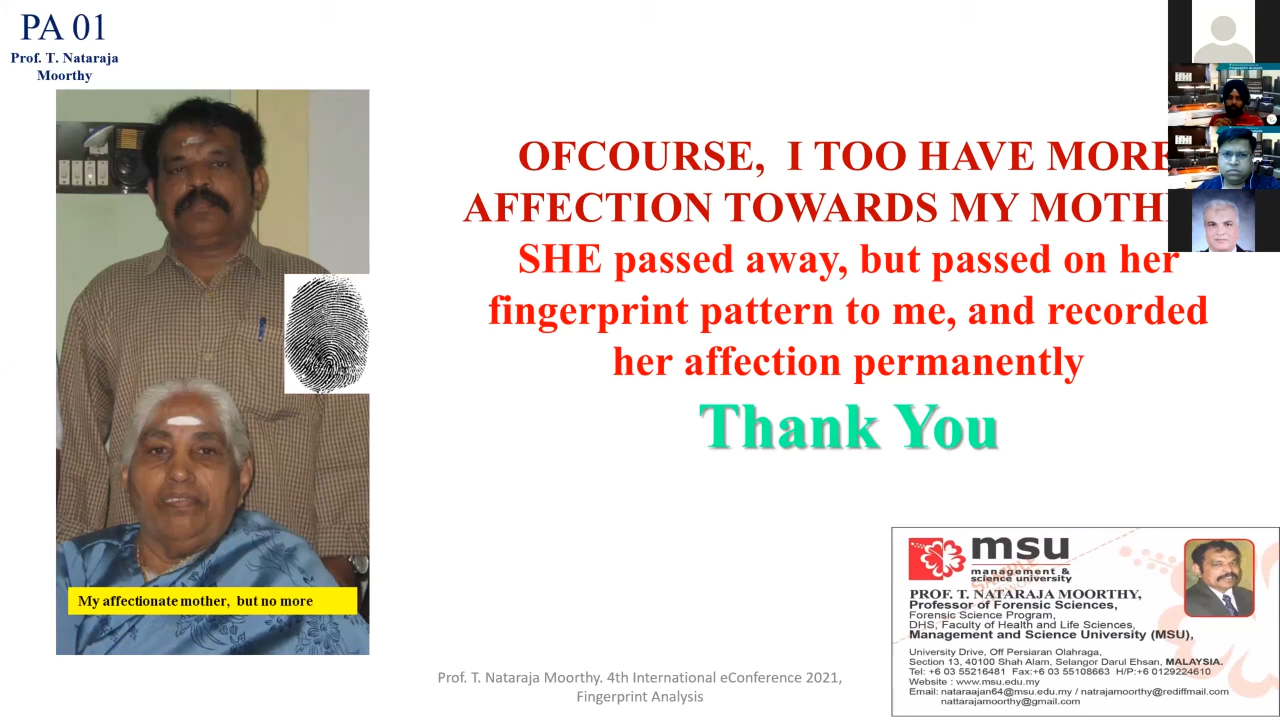 PA 01
Prof. T. Nataraja
Moorthy
OFCOURSE, I TOO HAVE MORE
AFFECTION TOWARDS MY
SHE passed away, but passed on her
fingerprint pattern to me, and recorded
her affection permanently
Thank You
My affectionate mother, but no more
msu
management &
science university
PROF. T. NATARAJA MOORTHY,
Professor of Forensic Sciences,
Forensic Science Program,
DHS, Faculty of Health and Life Sciences,
Management and Science University (MSU),
University Drive, Off Persiaran Olahraga,
Section 13, 40100 Shah Alam, Selangor Darul Ehsan, MALAYSIA.
Tel: +6 03 55216481 Fax:+6 03 55108663 H/P:+6 0129224610
Website : www.msu.edu.my
Email: nataraajan64@msu.edu.my / natrajamoorthy@rediffmail.com
nattarajamoorthy@gmail.com
Prof. T. Nataraja Moorthy. 4th International eConference 2021,
Fingerprint Analysis